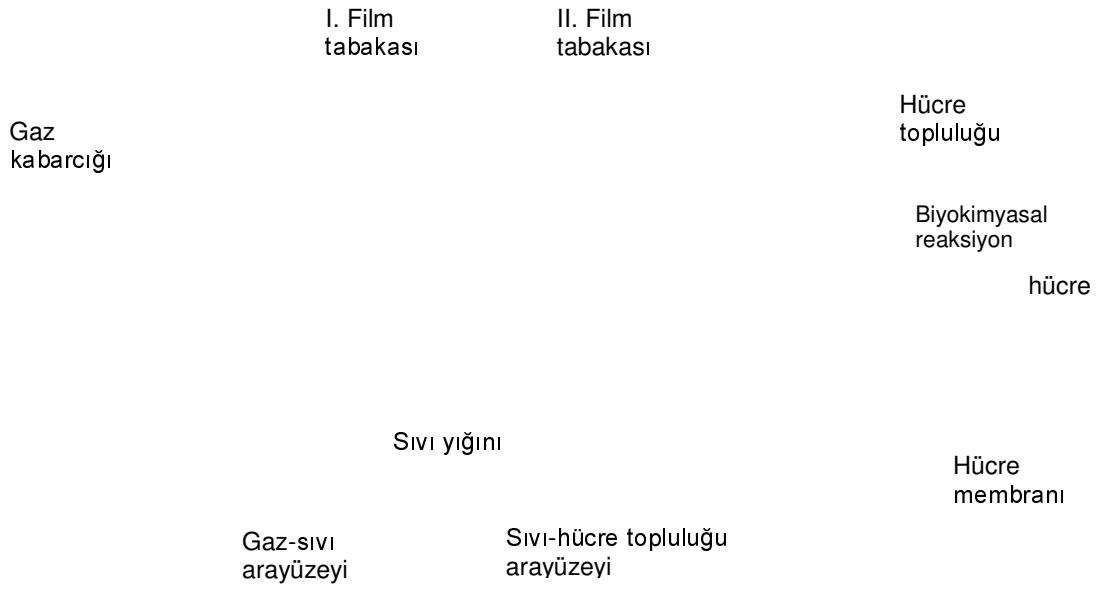 I. Film
tabakası
II. Film
tabakası
Hücre
topluluğu
Gaz
kabarcığı
Biyokimyasal
reaksiyon
hücre
Sıvı yığını
Hücre
membranı
Gaz-sıvı
arayüzeyi
Sıvı-hücre topluluğu
arayüzeyi